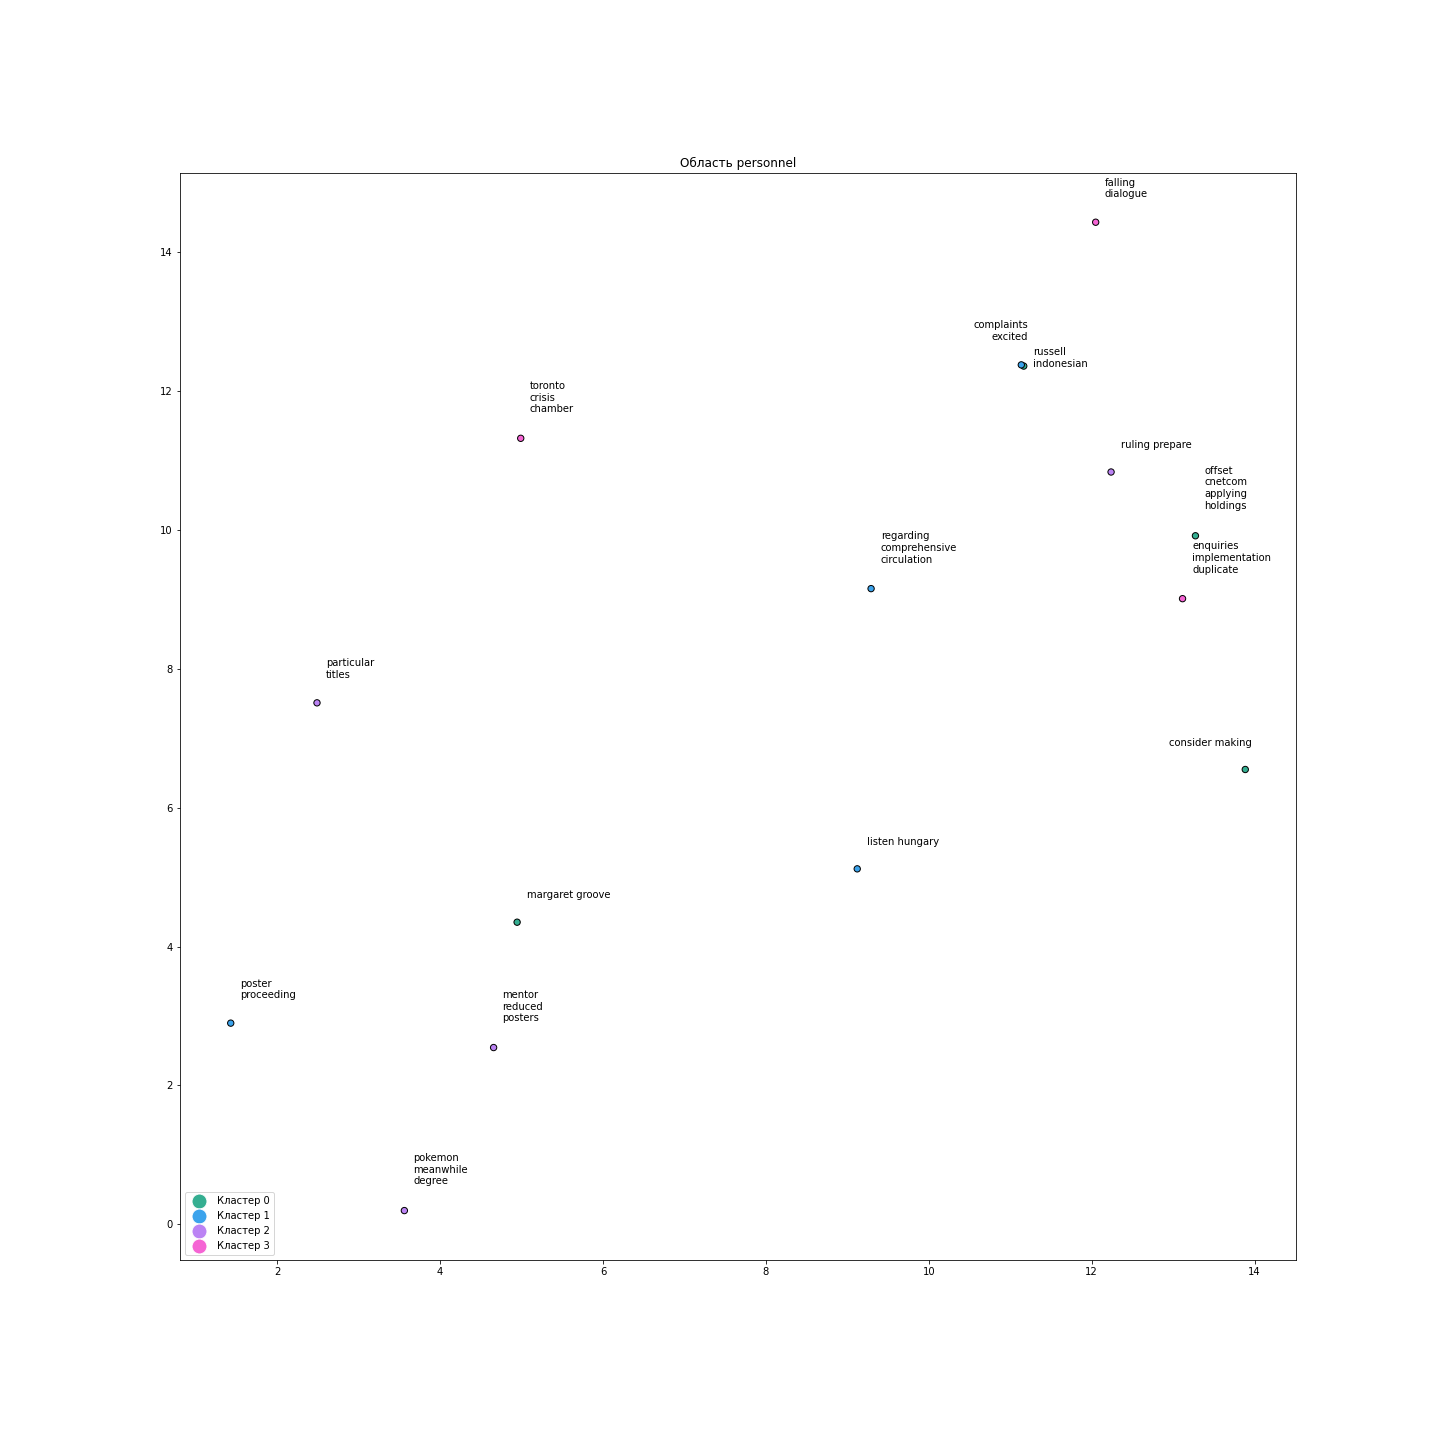 Область personnel
falling
dialogue
14
complaints
excited
russell
indonesian
12
toronto
crisis
chamber
ruling prepare
offset
cnetcom
applying
holdings
10
regarding
comprehensive
circulation
enquiries
implementation
duplicate
8
particular
titles
consider making
6
listen hungary
margaret groove
4
poster
proceeding
mentor
reduced
posters
2
pokemon
meanwhile
degree
0
Кластер 0
Кластер 1
Кластер 2
Кластер 3
2 4 6 8 10 12 14